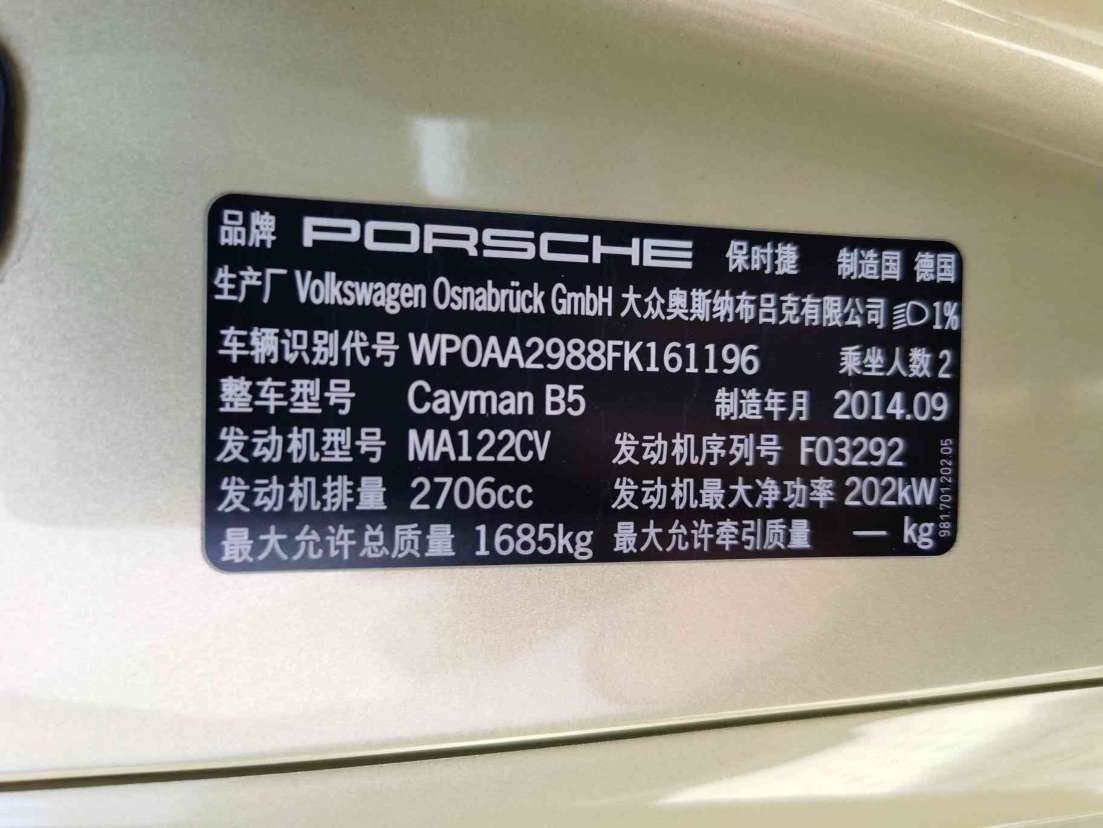 品牌 PORSCHE 保时捷 制造国 德国
生产厂 Volkswagen Osnabrück GmbH 大众奥斯纳布吕克有限公司 1%
车辆识别代号 WP0AA2988FK161196 乘坐人数 2
整车型号 Cayman B5 制造年月 2014.09
发动机型号 MA122CV 发动机序列号 F03292
发动机排量 2706cc 发动机最大净功率 202kW
最大允许总质量 1685kg 最大允许牵引质量 — kg
981.701.202.05